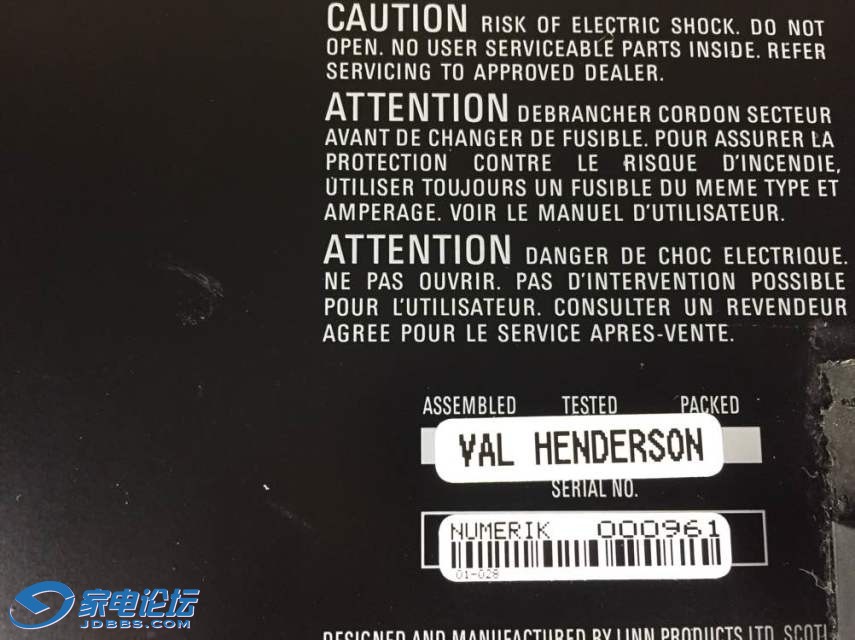 CAUTION RISK OF ELECTRIC SHOCK. DO NOT
OPEN. NO USER SERVICEABLE PARTS INSIDE. REFER
SERVICING TO APPROVED DEALER.
ATTENTION DEBRANCHER CORDON SECTEUR
AVANT DE CHANGER DE FUSIBLE. POUR ASSURER LA
PROTECTION CONTRE LE RISQUE D'INCENDIE,
UTILISER TOUJOURS UN FUSIBLE DU MEME TYPE ET
AMPERAGE. VOIR LE MANUEL D'UTILISATEUR.
ATTENTION DANGER DE CHOC ELECTRIQUE.
NE PAS OUVRIR. PAS D'INTERVENTION POSSIBLE
POUR L'UTILISATEUR. CONSULTER UN REVENDEUR
AGREE POUR LE SERVICE APRES-VENTE.
ASSEMBLED TESTED PACKED
VAL HENDERSON
SERIAL NO.
NUMERIK 000961
01-028
DESIGNED AND MANUFACTURED BY LINN PRODUCTS LTD, SCOTL
家电论坛
JDBBS.COM